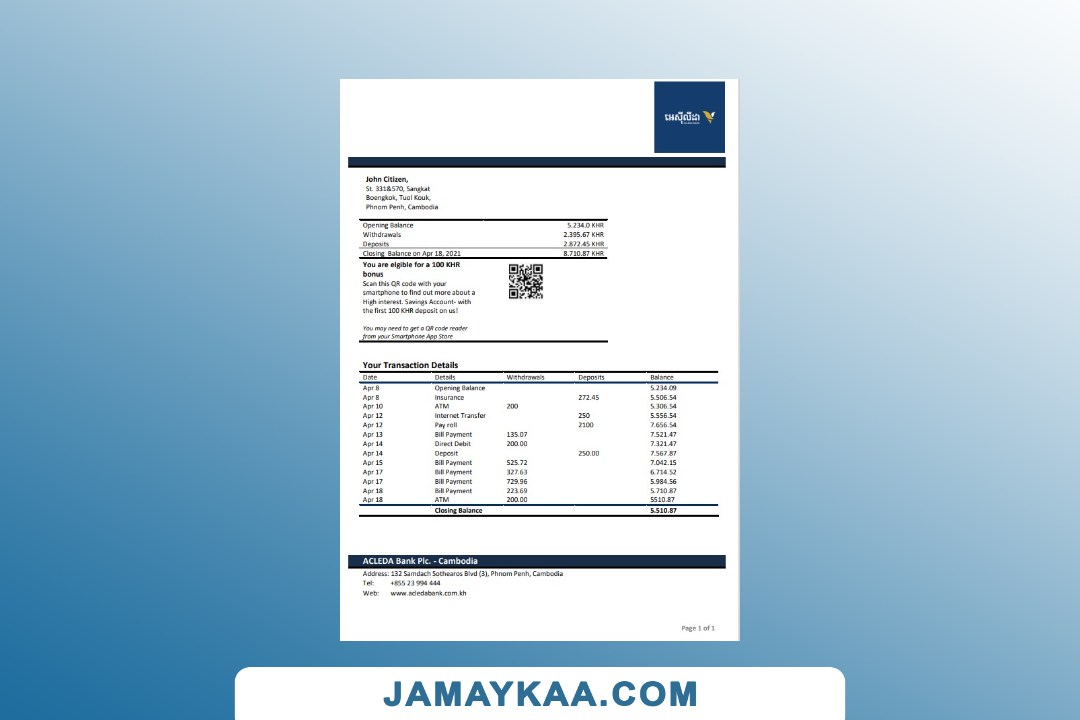 អេស៊ីលីដា
John Citizen,
St. 331&570, Sangkat
Boengkok, Tuol Kouk,
Phnom Penh, Cambodia
Opening Balance 5.234.0 KHR
Withdrawals 2.395.67 KHR
Deposits 2.872.45 KHR
Closing Balance on Apr 18, 2021 8.710.87 KHR
You are elgible for a 100 KHR
bonus
Scan this QR code with your
smartphone to find out more about a
High interest. Savings Account- with
the first 100 KHR deposit on us!
You may need to get a QR code reader
from your Smartphone App Store
Your Transaction Details
Date Details Withdrawals Deposits Balance
Apr 8 Opening Balance 5.234.09
Apr 8 Insurance 272.45 5.506.54
Apr 10 ATM 200 5.306.54
Apr 12 Internet Transfer 250 5.556.54
Apr 12 Pay roll 2100 7.656.54
Apr 13 Bill Payment 135.07 7.521.47
Apr 14 Direct Debit 200.00 7.321.47
Apr 14 Deposit 250.00 7.567.87
Apr 15 Bill Payment 525.72 7.042.15
Apr 17 Bill Payment 327.63 6.714.52
Apr 17 Bill Payment 729.96 5.984.56
Apr 18 Bill Payment 223.69 5.710.87
Apr 18 ATM 200.00 5510.87
Closing Balance 5.510.87
ACLEDA Bank Plc. - Cambodia
Address: 132 Samdach Sothearos Blvd (3), Phnom Penh, Cambodia
Tel: +855 23 994 444
Web: www.acledabank.com.kh
Page 1 of 1
JAMAYKAA.COM